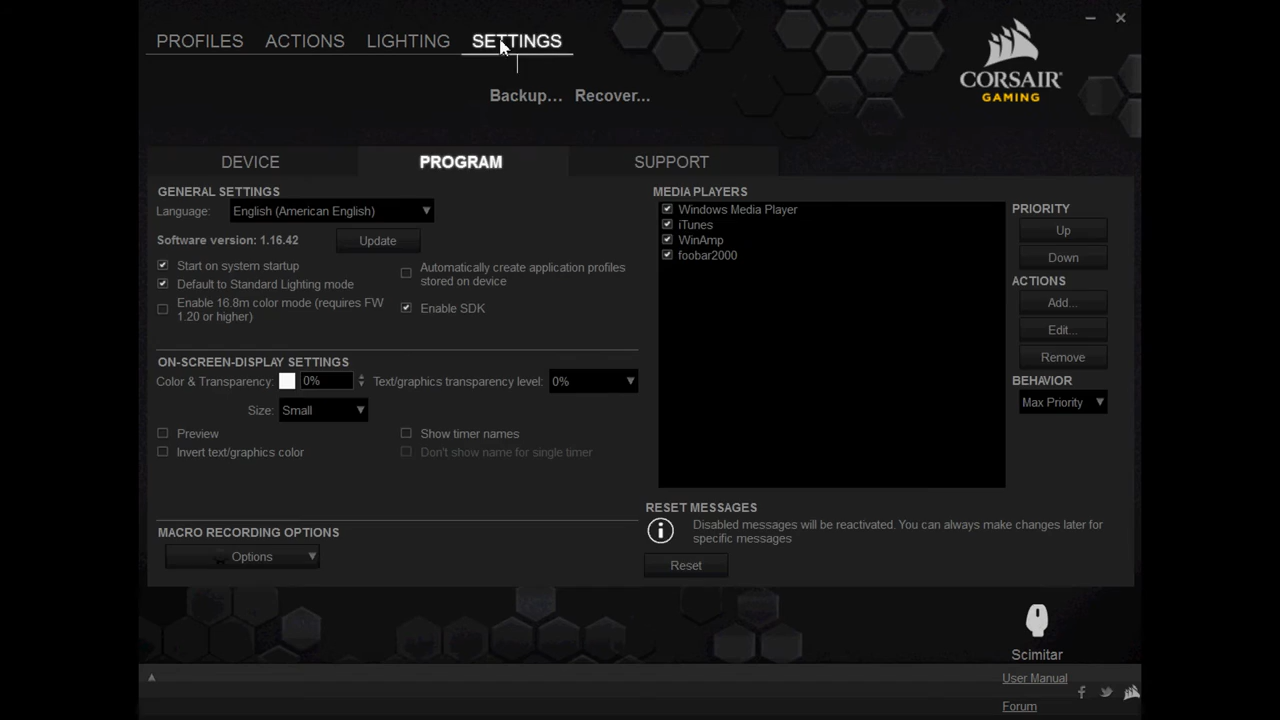 PROFILES ACTIONS LIGHTING SETTINGS
CORSAIR
GAMING
Backup... Recover...
DEVICE PROGRAM SUPPORT
GENERAL SETTINGS
Language: English (American English)
Software version: 1.16.42 Update
Start on system startup
Default to Standard Lighting mode
Enable 16.8m color mode (requires FW
1.20 or higher)
Automatically create application profiles
stored on device
Enable SDK
ON-SCREEN-DISPLAY SETTINGS
Color & Transparency: 0% Text/graphics transparency level: 0%
Size: Small
Preview Show timer names
Invert text/graphics color Don't show name for single timer
MACRO RECORDING OPTIONS
Options
MEDIA PLAYERS
Windows Media Player
iTunes
WinAmp
foobar2000
PRIORITY
Up
Down
ACTIONS
Add...
Edit...
Remove
BEHAVIOR
Max Priority
RESET MESSAGES
Disabled messages will be reactivated. You can always make changes later for
specific messages
Reset
Scimitar
User Manual
Forum